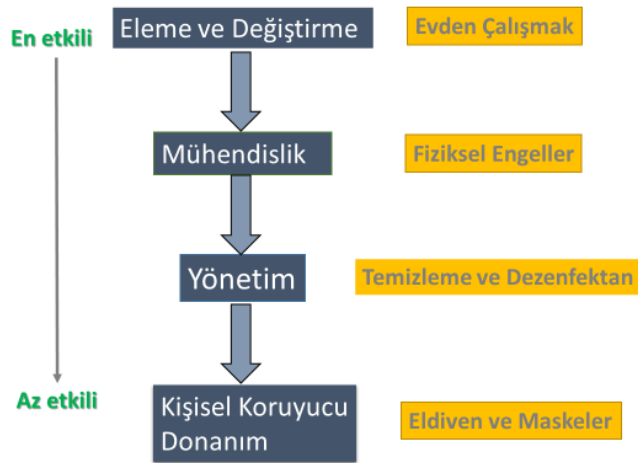 En etkili
Eleme ve Değiştirme
Evden Çalışmak
Mühendislik
Fiziksel Engeller
Yönetim
Temizleme ve Dezenfektan
Az etkili
Kişisel Koruyucu
Donanım
Eldiven ve Maskeler